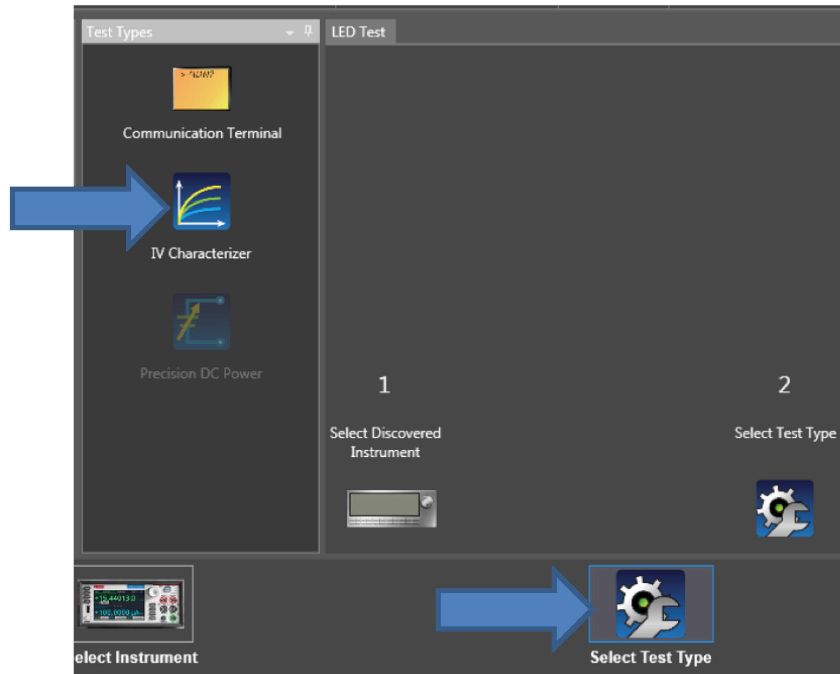 Test Types
LED Test
Communication Terminal
IV Characterizer
Precision DC Power
1
Select Discovered
Instrument
2
Select Test Type
elect Instrument
Select Test Type